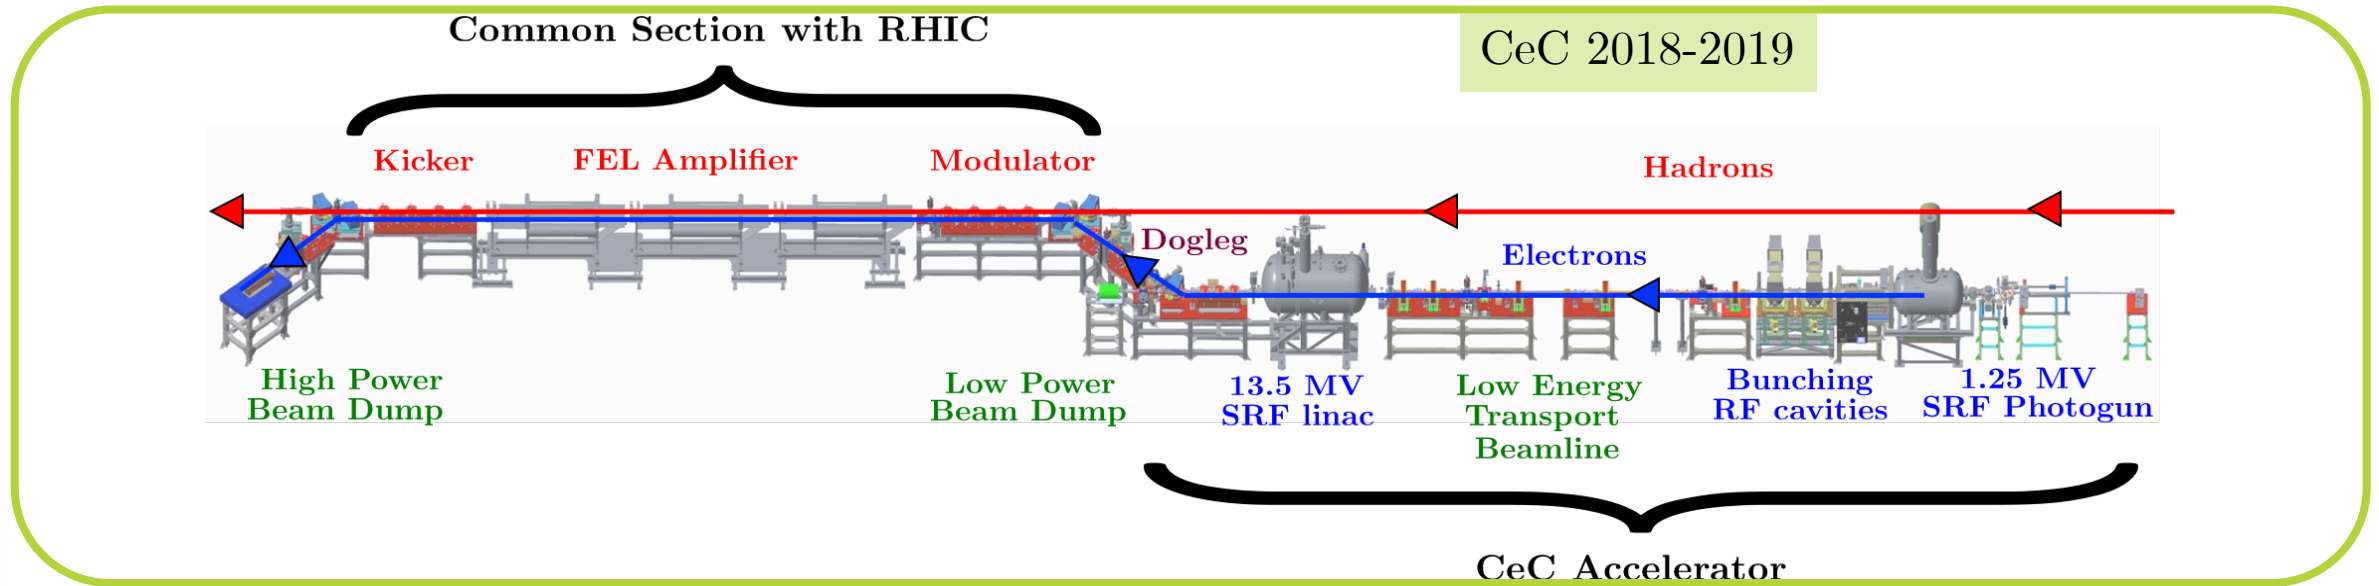 Common Section with RHIC
CeC 2018-2019
Kicker
FEL Amplifier
Modulator
Hadrons
Dogleg
Electrons
High Power
Beam Dump
Low Power
Beam Dump
13.5 MV
SRF linac
Low Energy
Transport
Beamline
Bunching
RF cavities
1.25 MV
SRF Photogun
CeC Accelerator